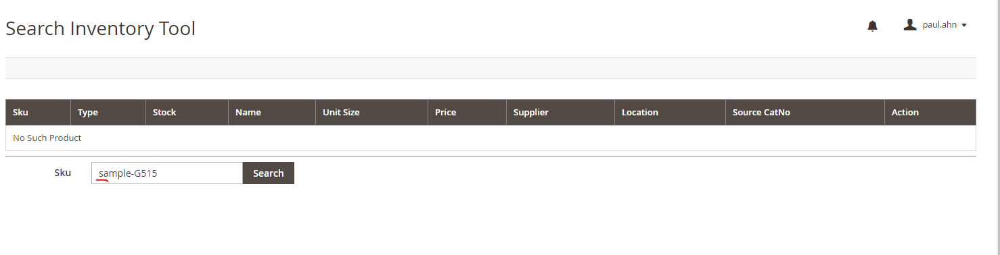 Search Inventory Tool
paul.ahn
Sku Type Stock Name Unit Size Price Supplier Location Source CatNo Action
No Such Product
Sku sample-G515 Search